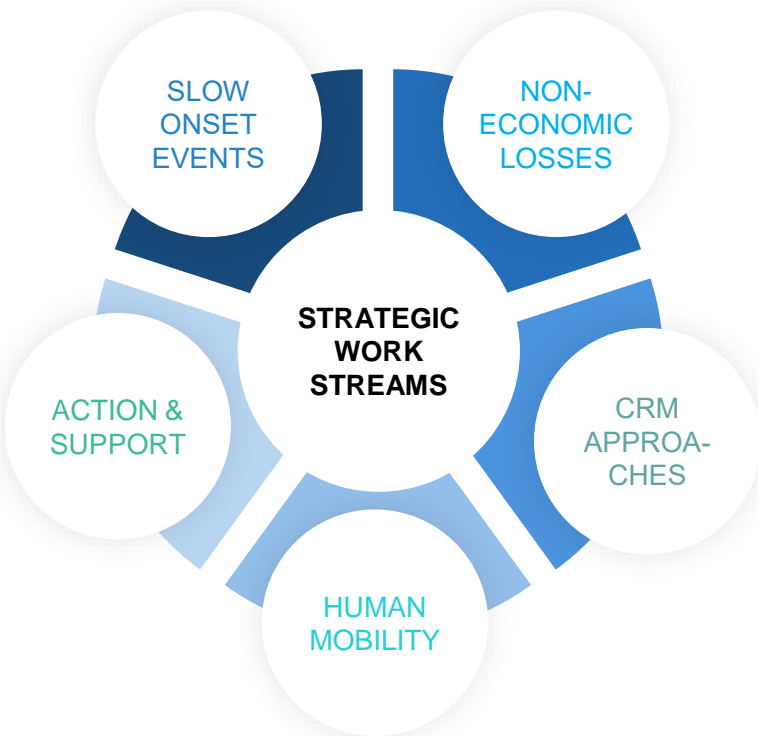 SLOW
ONSET
EVENTS
NON-
ECONOMIC
LOSSES
STRATEGIC
WORK
STREAMS
ACTION &
SUPPORT
CRM
APPROA-
CHES
HUMAN
MOBILITY